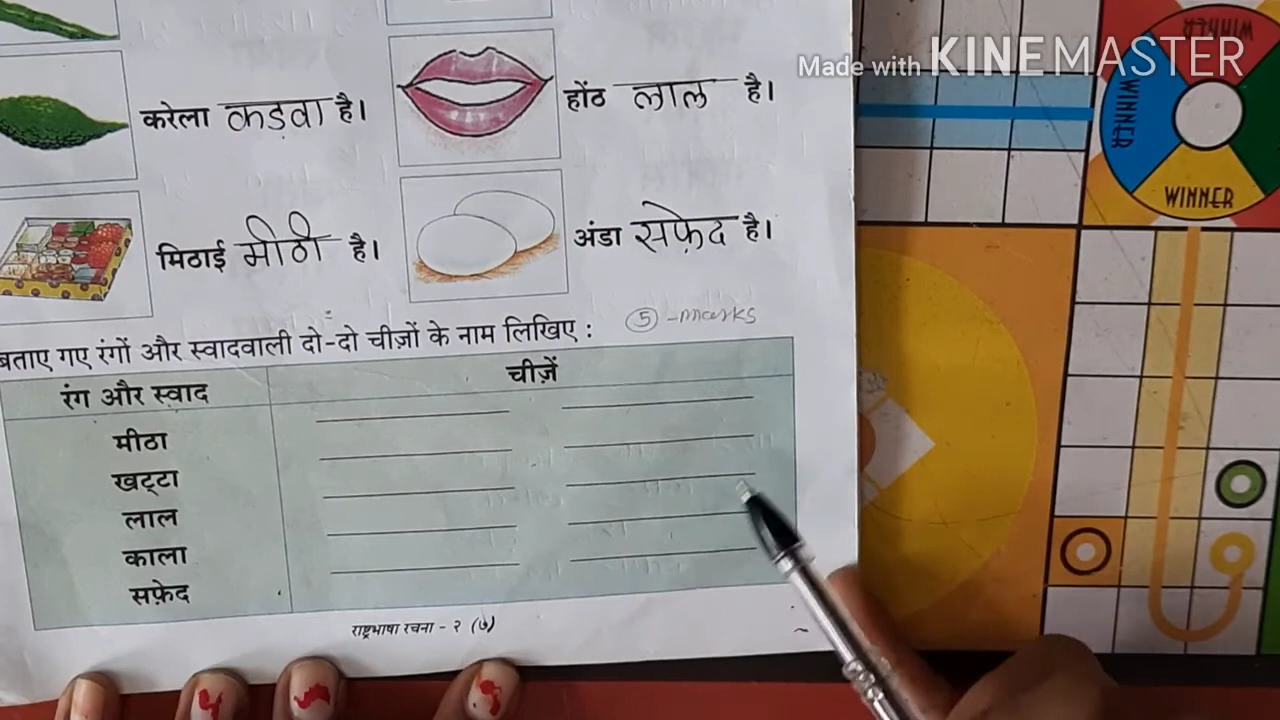 Made with KINEMASTER
WINNER
WINNER
WINNER
करेला कड़वा है।
होंठ लाल है।
मिठाई मीठी है।
अंडा सफ़ेद है।
बताए गए रंगों और स्वादवाली दो-दो चीज़ों के नाम लिखिए : 5 -marks
रंग और स्वाद चीज़ें
मीठा
खट्टा
लाल
काला
सफ़ेद
राष्ट्रभाषा रचना - २ (७)